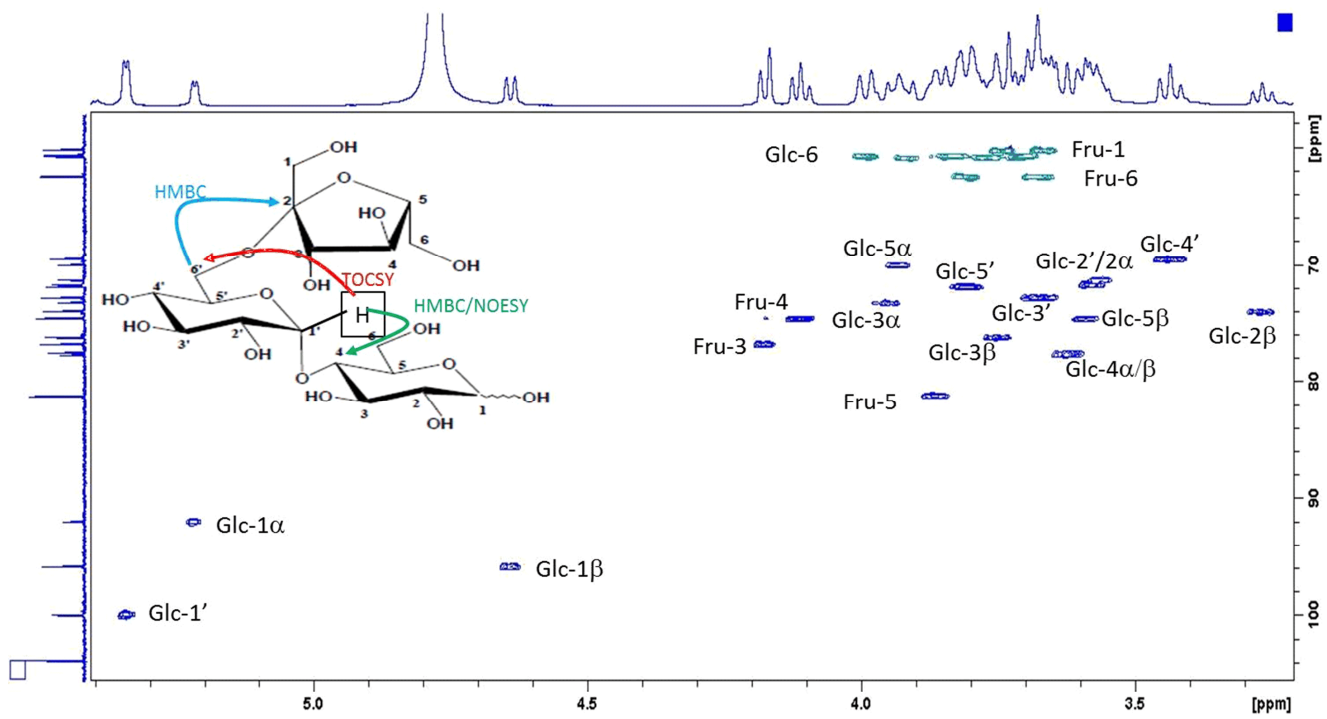 OH
1
HMBC
O
2
HO
5
6
3
4
OH
O
OH
6'
TOCSY
4'
HO
5'
O
H
HMBC/NOESY
HO
3'
2'
1'
OH
6
OH
4
5
O
O
HO
3
2
1
OH
OH
Glc-6
Fru-1
Fru-6
Glc-5α
Glc-5'
Glc-2'/2α
Glc-4'
Fru-4
Glc-3α
Glc-3'
Glc-5β
Glc-2β
Fru-3
Glc-3β
Glc-4α/β
Fru-5
Glc-1α
Glc-1β
Glc-1'
[ppm]
70
80
90
100
5.0
4.5
4.0
3.5
[ppm]